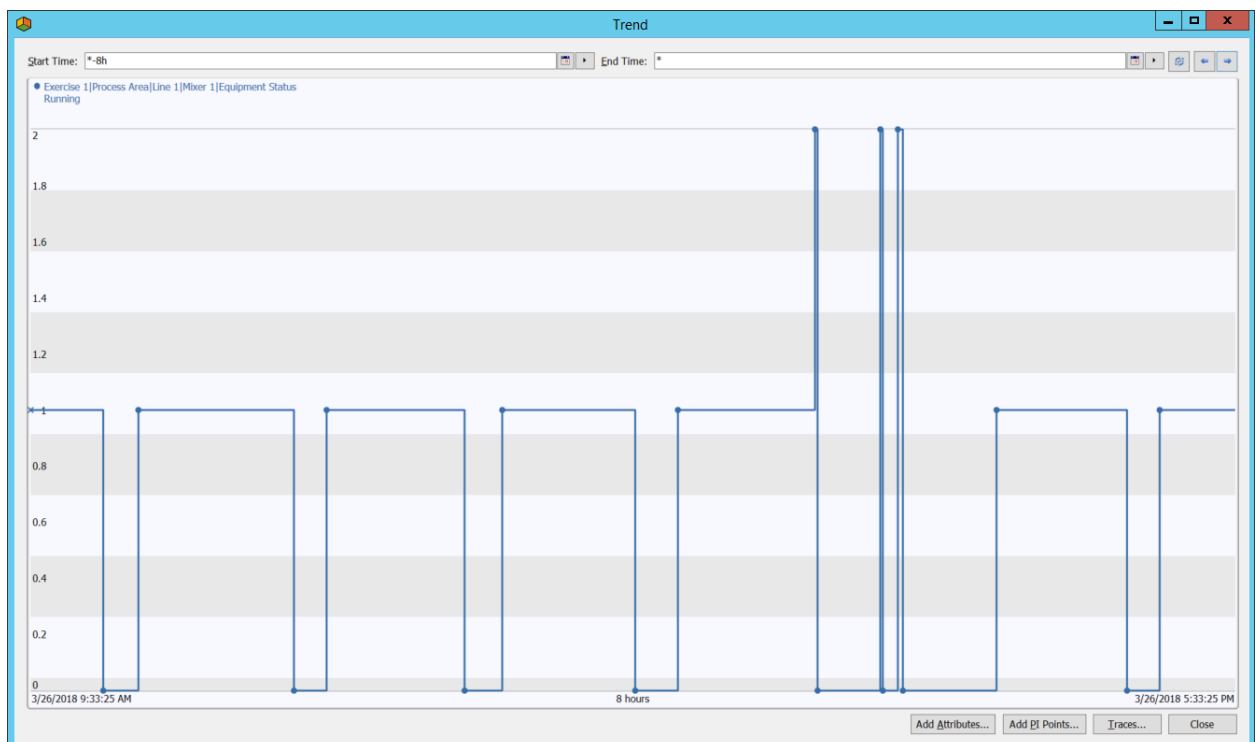 Trend
Start Time: *-8h End Time: *
Exercise 1|Process Area|Line 1|Mixer 1|Equipment Status
Running
2
1.8
1.6
1.4
1.2
1
0.8
0.6
0.4
0.2
0
3/26/2018 9:33:25 AM 8 hours 3/26/2018 5:33:25 PM
Add Attributes... Add PI Points... Traces... Close